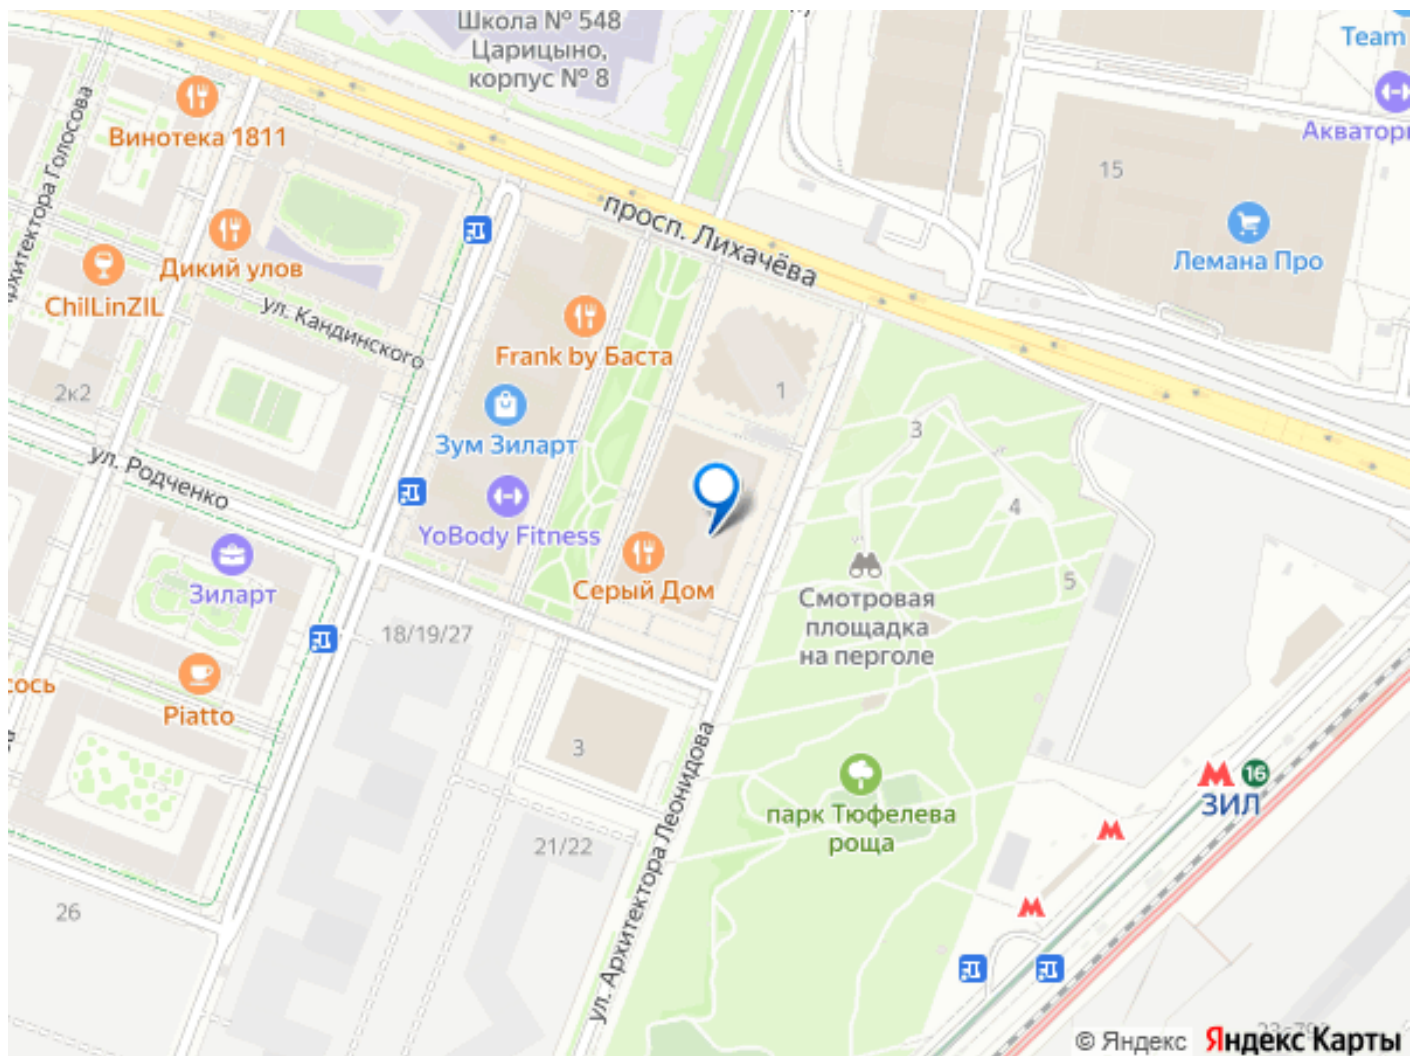 Школа № 548
Царицыно,
корпус № 8
Team
Акватор
Винотека 1811
15
просп. Лихачёва
Лемана Про
Дикий улов
ChilLinZIL
ул. Кандинского
Frank by Баста
2к2
1
3
Зум Зиларт
ул. Родченко
4
YoBody Fitness
5
Серый Дом
Смотровая
площадка
на перголе
Зиларт
18/19/27
сось
Piatto
3
М 16
ЗИЛ
М
парк Тюфелева
роща
21/22
ул. Архитектора Леонидова
26
М
© Яндекс
Яндекс Карты